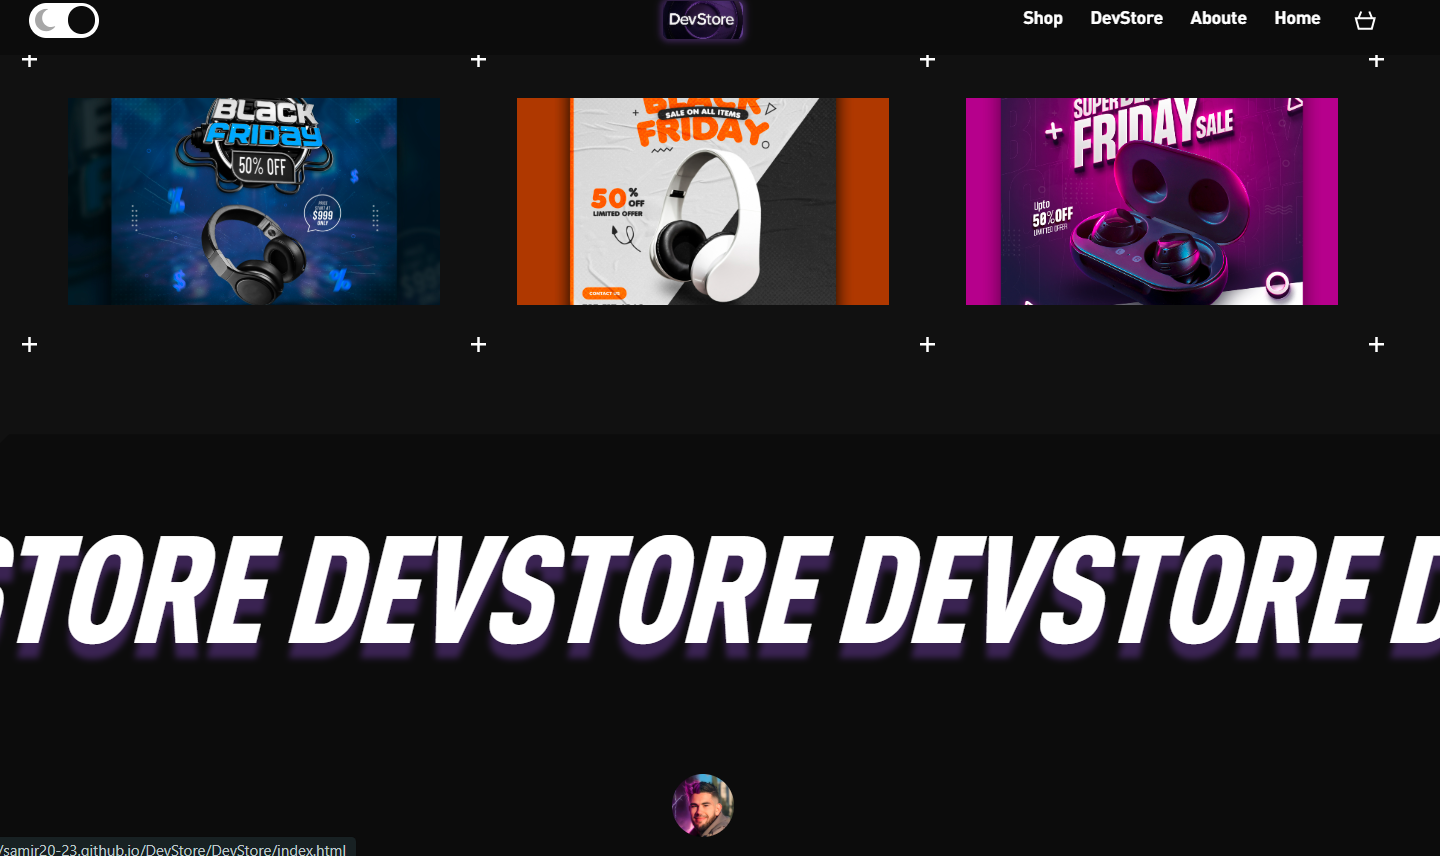 DevStore
Shop DevStore Aboute Home
BLACK
FRIDAY
50% OFF
PRICE
START AT
$999
ONLY
BLACK
SALE ON ALL ITEMS
FRIDAY
50% OFF
LIMITED OFFER
CONTACT US
SUPER
FRIDAY SALE
Upto
50% OFF
LIMITED OFFER
STORE DEVSTORE DEVSTORE D
/samir20-23.github.io/DevStore/DevStore/index.html